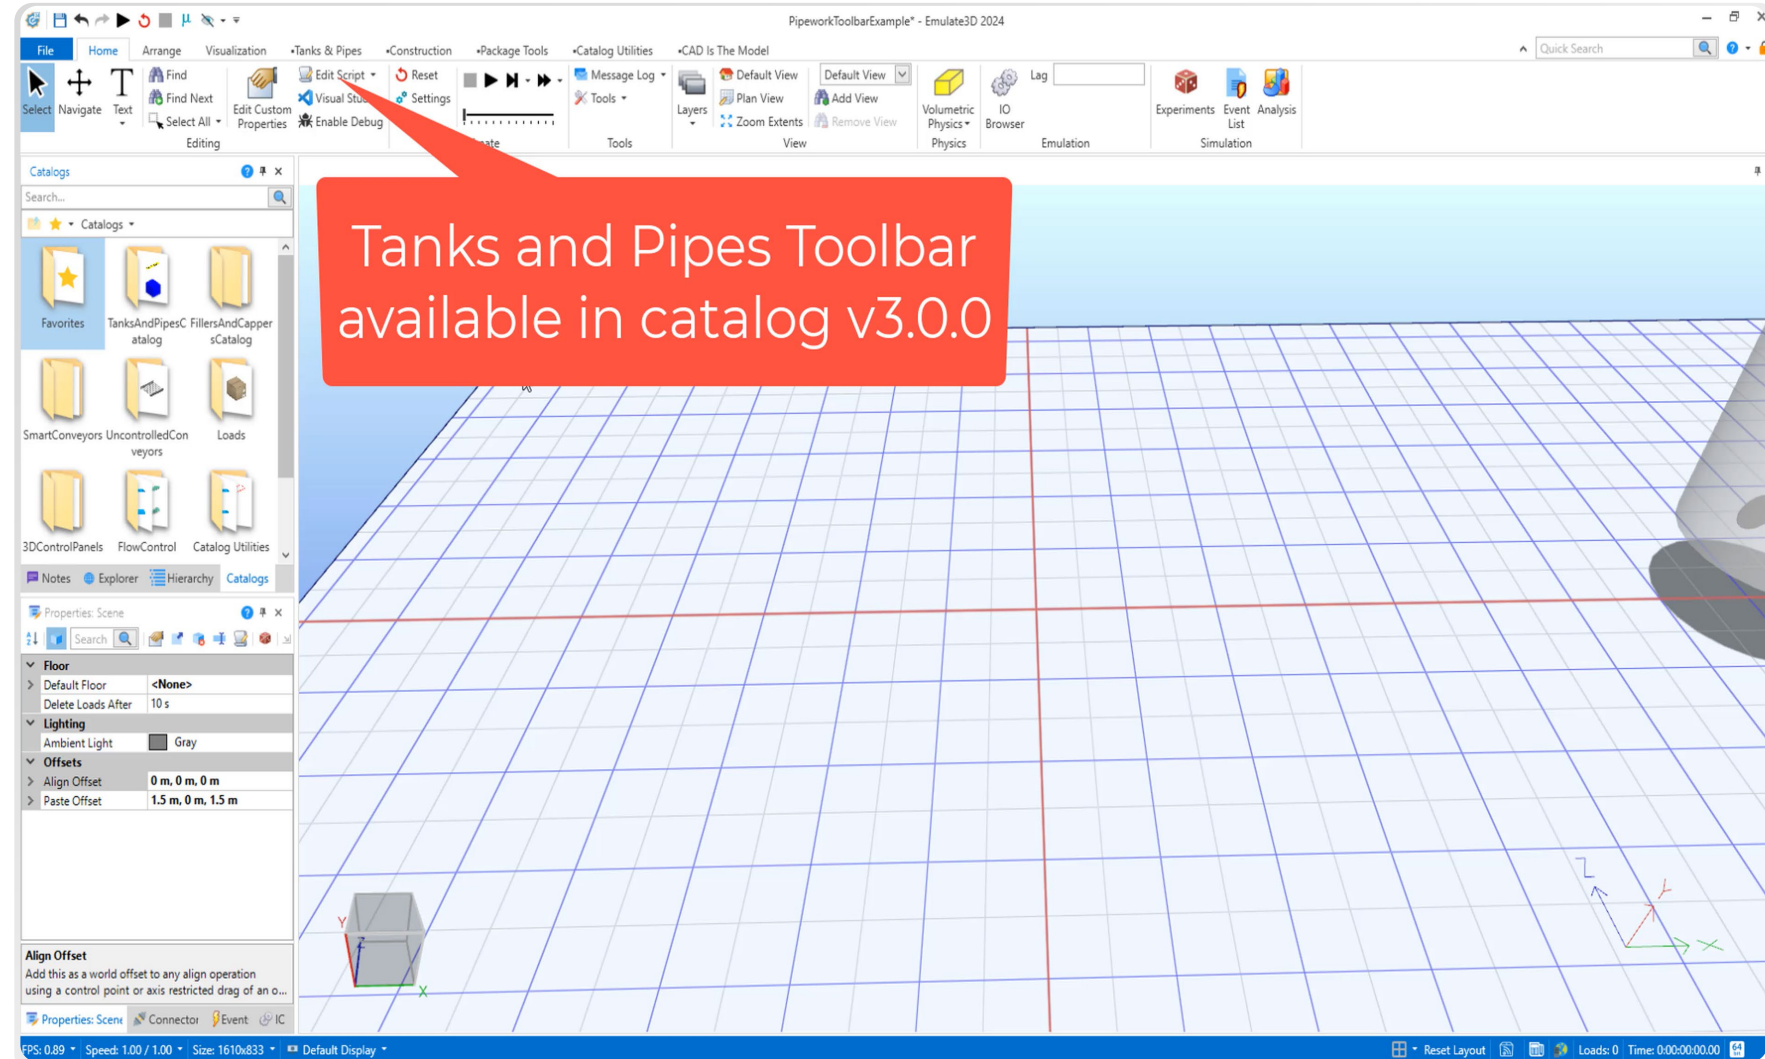 PipeworkToolbarExample* - Emulate3D 2024
File Home Arrange Visualization •Tanks & Pipes •Construction •Package Tools •Catalog Utilities •CAD Is The Model Quick Search
Select
Navigate
Text
Find
Find Next
Select All
Edit Custom
Properties
Editing
Edit Script
Visual Stu
Enable Debug
Reset
Settings
Message Log
Tools
Tools
Layers
Default View
Plan View
Zoom Extents
Default View
Add View
Remove View
View
Volumetric
Physics
Physics
IO
Browser
Lag
Emulation
Experiments
Event
List
Analysis
Simulation
Catalogs
Search...
Catalogs
Favorites
TanksAndPipesC
atalog
FillersAndCapper
sCatalog
SmartConveyors
UncontrolledCon
veyors
Loads
3DControlPanels
FlowControl
Catalog Utilities
Notes Explorer Hierarchy Catalogs
Tanks and Pipes Toolbar
available in catalog v3.0.0
Properties: Scene
Search
Floor
Default Floor <None>
Delete Loads After 10 s
Lighting
Ambient Light Gray
Offsets
Align Offset 0 m, 0 m, 0 m
Paste Offset 1.5 m, 0 m, 1.5 m
Align Offset
Add this as a world offset to any align operation
using a control point or axis restricted drag of an o...
Properties: Scene Connector Event IC
Y
Z
X
Z
Y
X
FPS: 0.89 Speed: 1.00 / 1.00 Size: 1610x833 Default Display Reset Layout Loads: 0 Time: 0:00:00:00.00 64